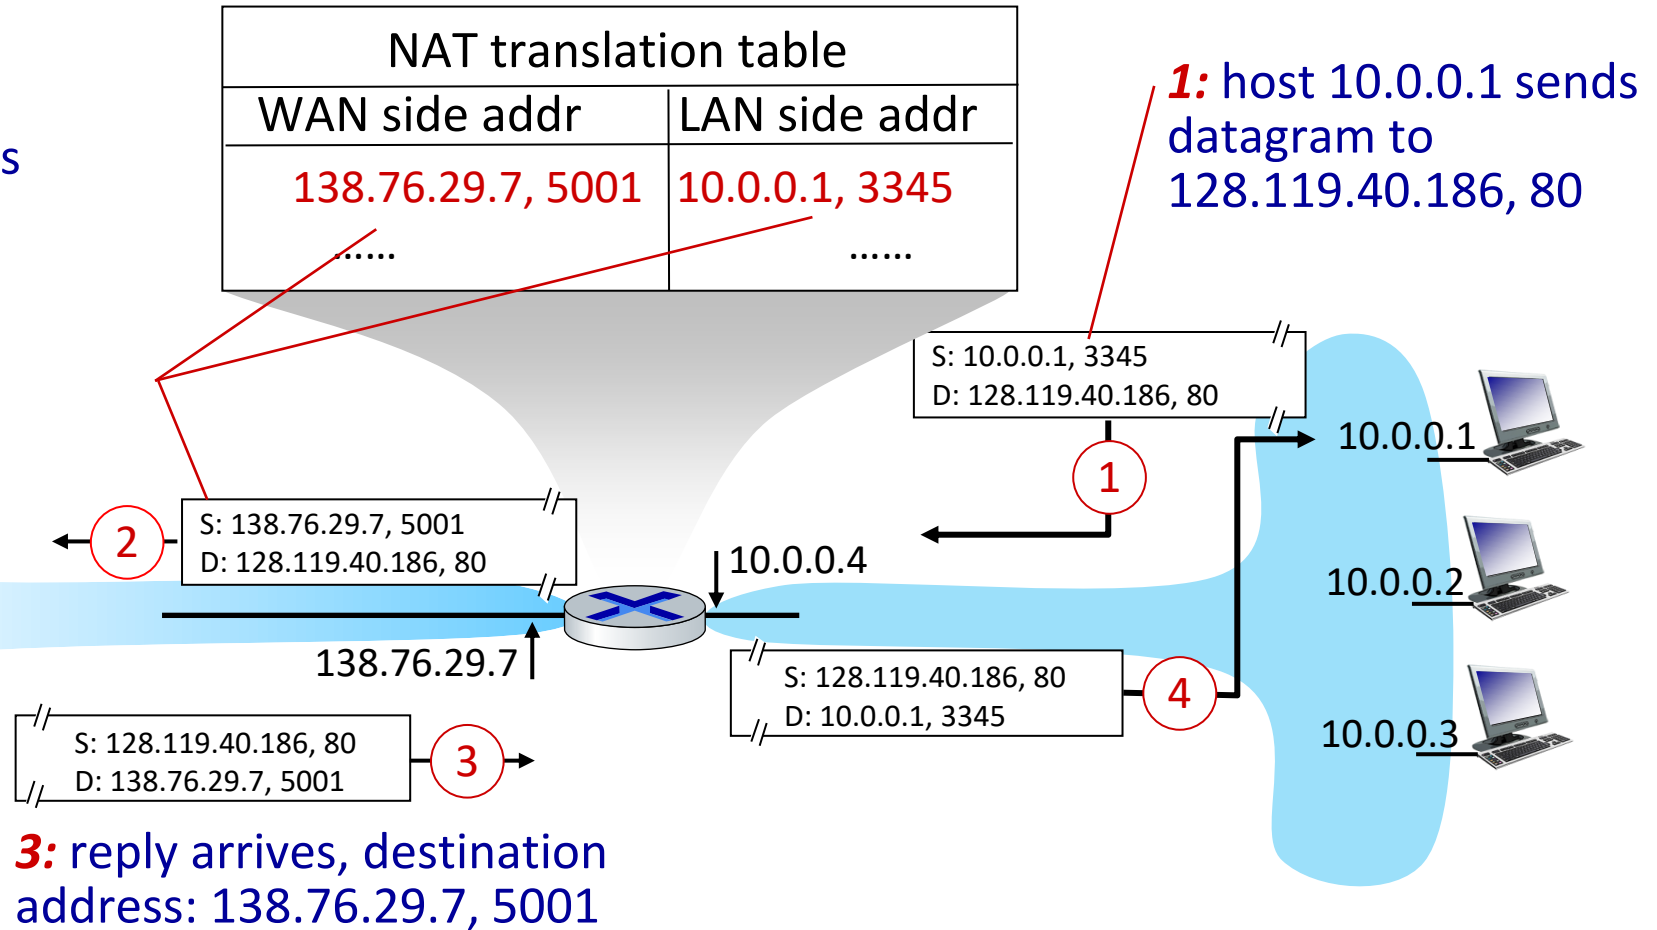 NAT translation table
WAN side addr LAN side addr
138.76.29.7, 5001 10.0.0.1, 3345
...... ......
1: host 10.0.0.1 sends
datagram to
128.119.40.186, 80
s
S: 10.0.0.1, 3345
D: 128.119.40.186, 80
1
10.0.0.1
2
S: 138.76.29.7, 5001
D: 128.119.40.186, 80
10.0.0.4
10.0.0.2
138.76.29.7
S: 128.119.40.186, 80
D: 10.0.0.1, 3345
4
10.0.0.3
S: 128.119.40.186, 80
D: 138.76.29.7, 5001
3
3: reply arrives, destination
address: 138.76.29.7, 5001